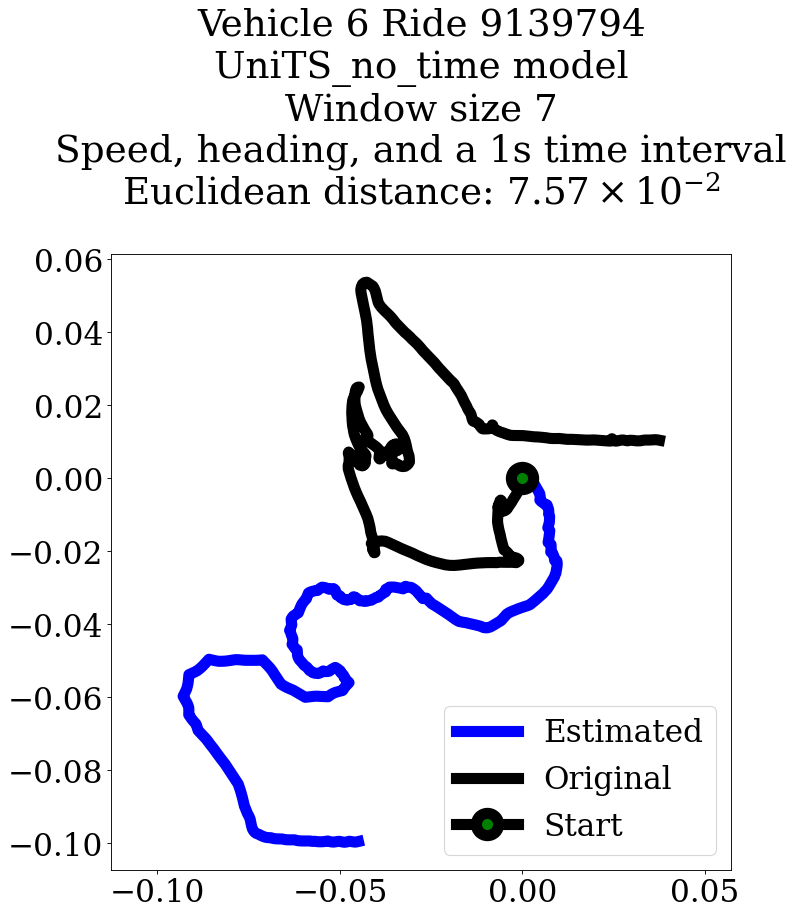 Vehicle 6 Ride 9139794
UniTS_no_time model
Window size 7
Speed, heading, and a 1s time interval
Euclidean distance: 7.57 × 10⁻²
0.06
0.04
0.02
0.00
−0.02
−0.04
−0.06
−0.08
−0.10
Estimated
Original
Start
−0.10
−0.05
0.00
0.05